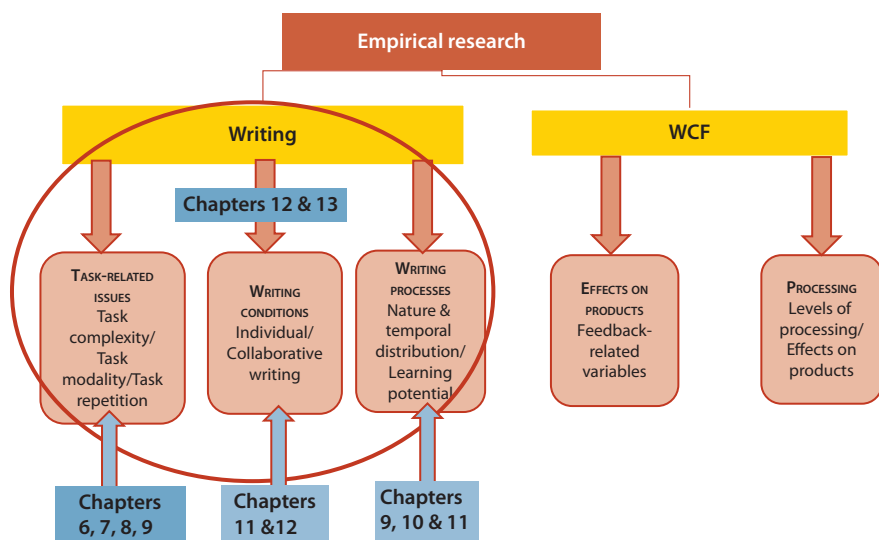 Empirical research
Writing
WCF
Chapters 12 & 13
TASK-RELATED
ISSUES
Task
complexity/
Task
modality/Task
repetition
WRITING
CONDITIONS
Individual/
Collaborative
writing
WRITING
PROCESSES
Nature &
temporal
distribution/
Learning
potential
EFFECTS ON
PRODUCTS
Feedback-
related
variables
PROCESSING
Levels of
processing/
Effects on
products
Chapters
6, 7, 8, 9
Chapters
11 &12
Chapters
9, 10 & 11